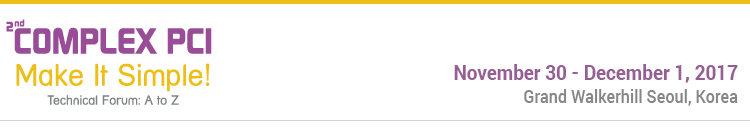 2nd
COMPLEX PCI
Make It Simple!
Technical Forum: A to Z
November 30 - December 1, 2017
Grand Walkerhill Seoul, Korea